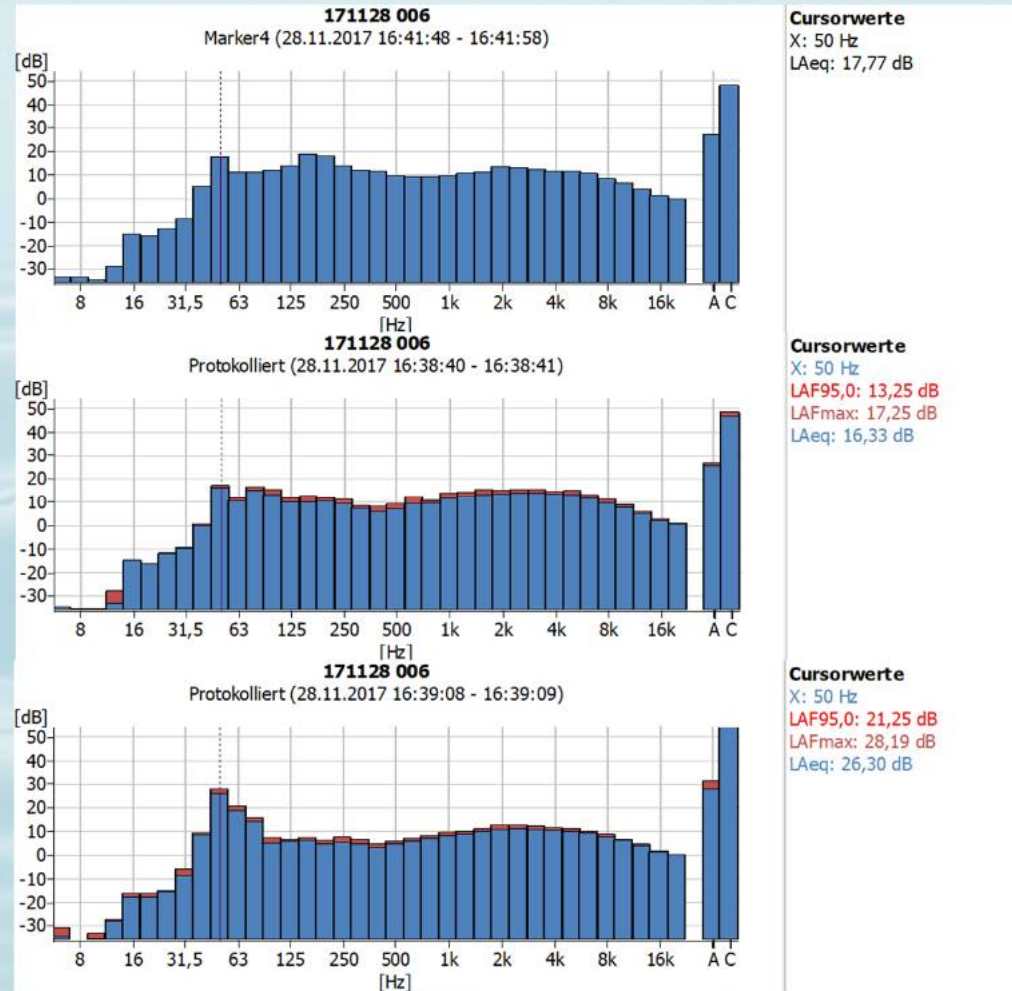 171128 006
Marker4 (28.11.2017 16:41:48 - 16:41:58)
[dB]
50
40
30
20
10
0
-10
-20
-30
8 16 31,5 63 125 250 500 1k 2k 4k 8k 16k A C
[Hz]
Cursorwerte
X: 50 Hz
LAeq: 17,77 dB
171128 006
Protokolliert (28.11.2017 16:38:40 - 16:38:41)
[dB]
50
40
30
20
10
0
-10
-20
-30
8 16 31,5 63 125 250 500 1k 2k 4k 8k 16k A C
[Hz]
Cursorwerte
X: 50 Hz
LAF95,0: 13,25 dB
LAFmax: 17,25 dB
LAeq: 16,33 dB
171128 006
Protokolliert (28.11.2017 16:39:08 - 16:39:09)
[dB]
50
40
30
20
10
0
-10
-20
-30
8 16 31,5 63 125 250 500 1k 2k 4k 8k 16k A C
[Hz]
Cursorwerte
X: 50 Hz
LAF95,0: 21,25 dB
LAFmax: 28,19 dB
LAeq: 26,30 dB